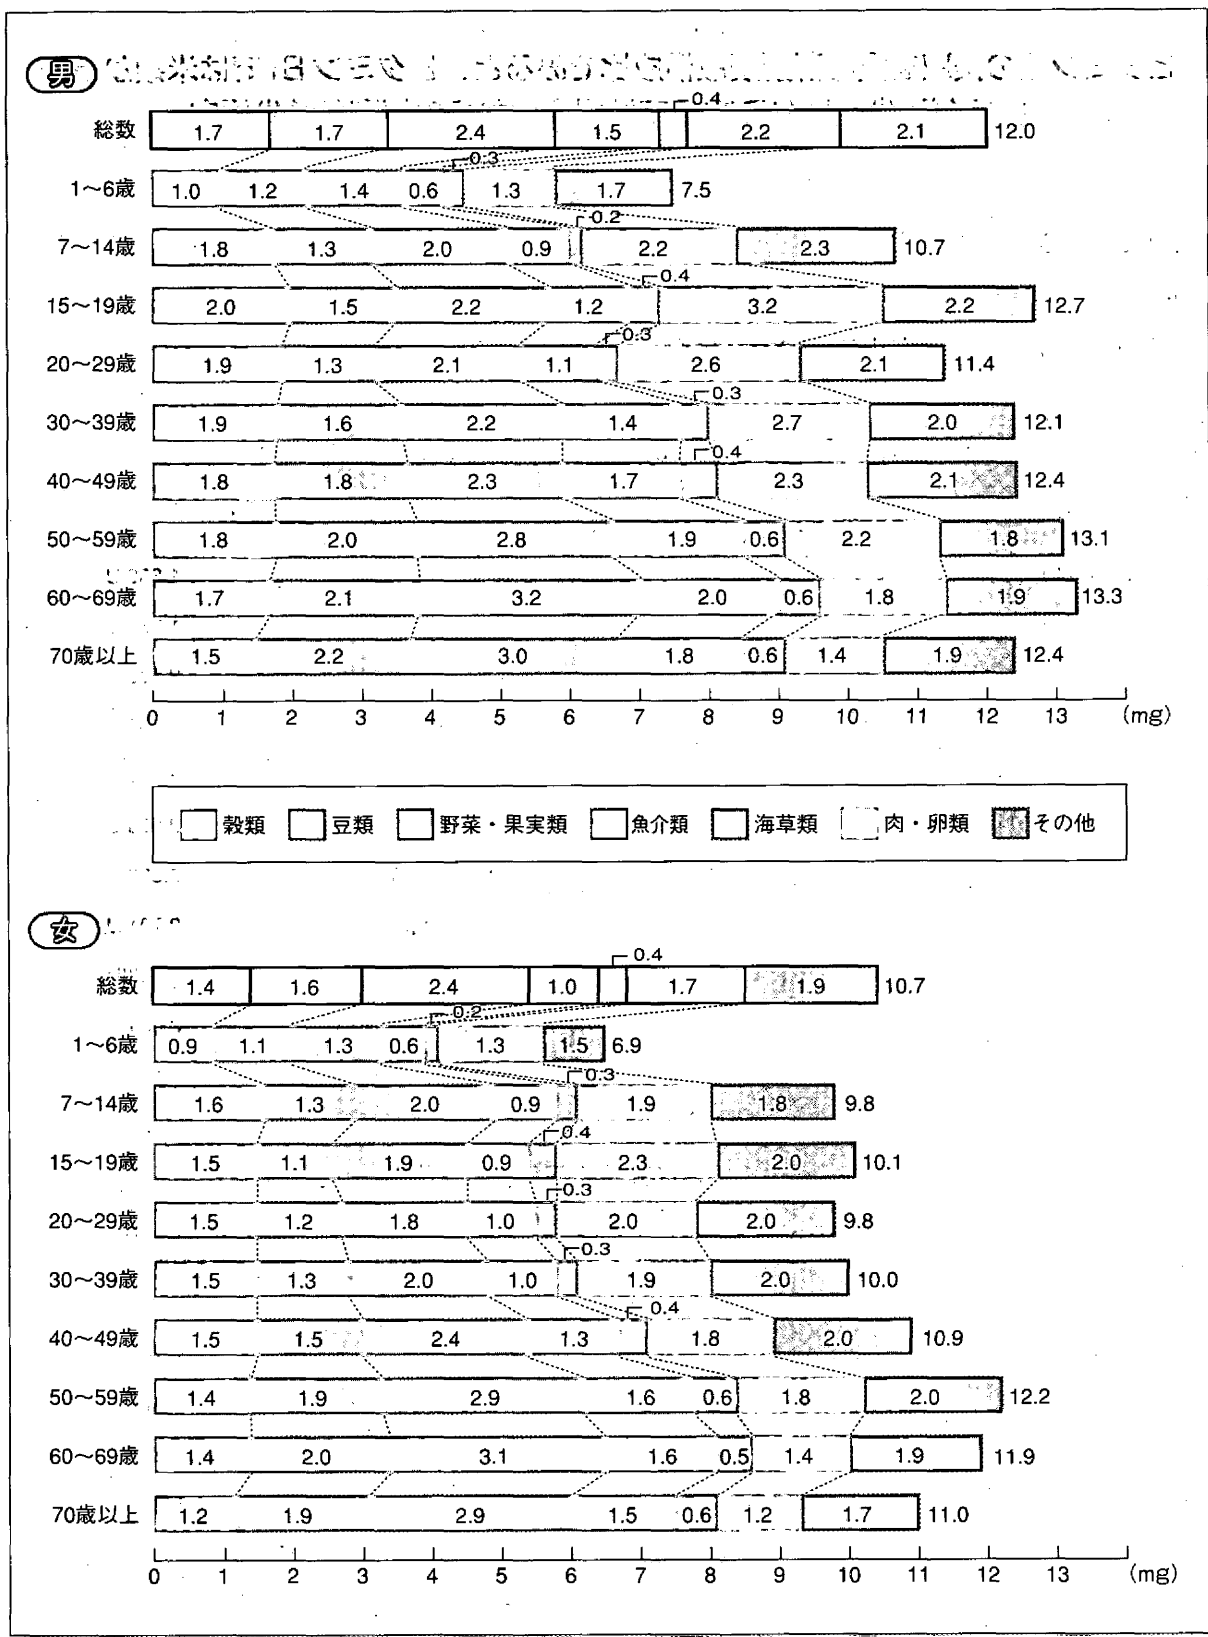 男
0.4
総数 1.7 1.7 2.4 1.5 2.2 2.1 12.0
0.3
1～6歳 1.0 1.2 1.4 0.6 1.3 1.7 7.5
0.2
7～14歳 1.8 1.3 2.0 0.9 2.2 2.3 10.7
0.4
15～19歳 2.0 1.5 2.2 1.2 3.2 2.2 12.7
0.3
20～29歳 1.9 1.3 2.1 1.1 2.6 2.1 11.4
0.3
30～39歳 1.9 1.6 2.2 1.4 2.7 2.0 12.1
0.4
40～49歳 1.8 1.8 2.3 1.7 2.3 2.1 12.4
50～59歳 1.8 2.0 2.8 1.9 0.6 2.2 1.8 13.1
60～69歳 1.7 2.1 3.2 2.0 0.6 1.8 1.9 13.3
70歳以上 1.5 2.2 3.0 1.8 0.6 1.4 1.9 12.4
0 1 2 3 4 5 6 7 8 9 10 11 12 13 (mg)
穀類 豆類 野菜・果実類 魚介類 海草類 肉・卵類 その他
女
0.4
総数 1.4 1.6 2.4 1.0 1.7 1.9 10.7
0.2
1～6歳 0.9 1.1 1.3 0.6 1.3 1.5 6.9
0.3
7～14歳 1.6 1.3 2.0 0.9 1.9 1.8 9.8
0.4
15～19歳 1.5 1.1 1.9 0.9 2.3 2.0 10.1
0.3
20～29歳 1.5 1.2 1.8 1.0 2.0 2.0 9.8
0.3
30～39歳 1.5 1.3 2.0 1.0 1.9 2.0 10.0
0.4
40～49歳 1.5 1.5 2.4 1.3 1.8 2.0 10.9
50～59歳 1.4 1.9 2.9 1.6 0.6 1.8 2.0 12.2
60～69歳 1.4 2.0 3.1 1.6 0.5 1.4 1.9 11.9
70歳以上 1.2 1.9 2.9 1.5 0.6 1.2 1.7 11.0
0 1 2 3 4 5 6 7 8 9 10 11 12 13 (mg)